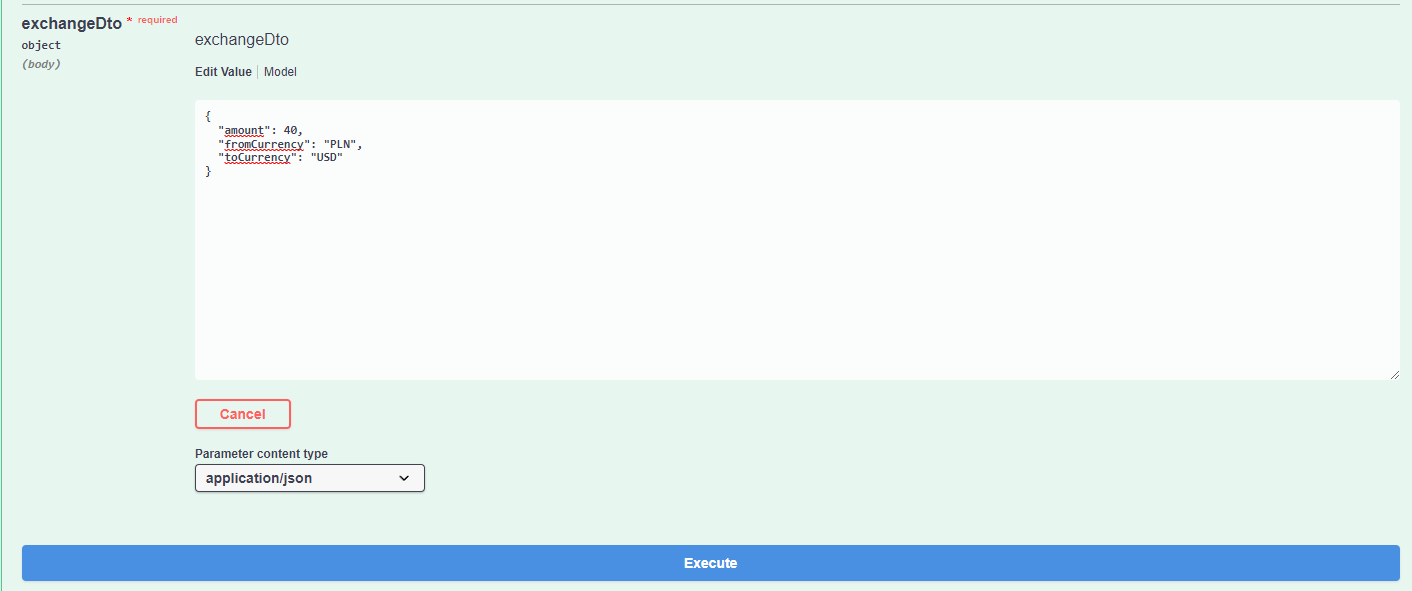 exchangeDto * required
object
(body)
exchangeDto
Edit Value | Model
{
  "amount": 40,
  "fromCurrency": "PLN",
  "toCurrency": "USD"
}
Cancel
Parameter content type
application/json
Execute